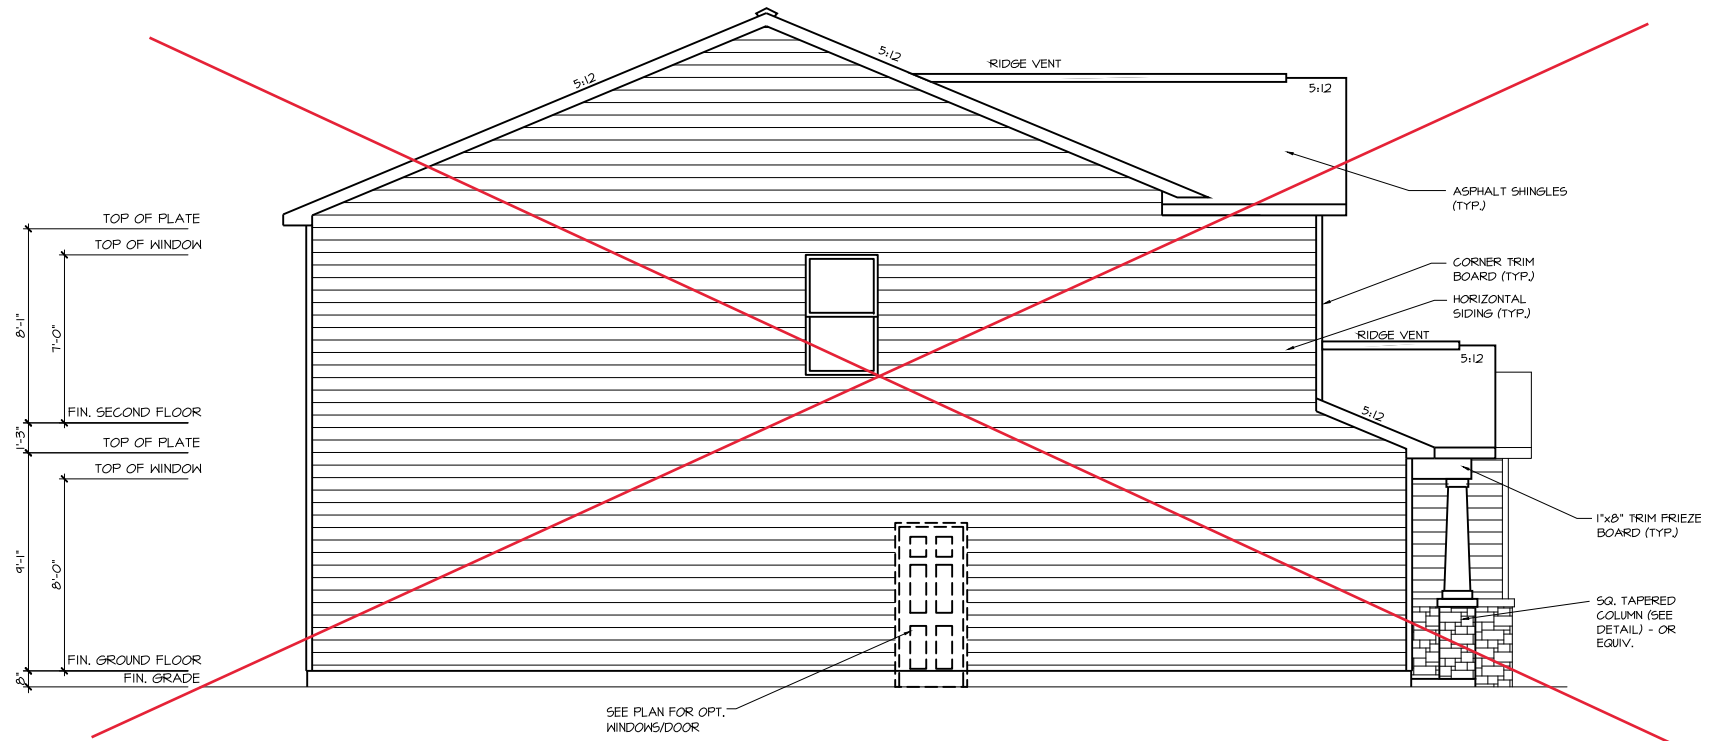 5:12
5:12
RIDGE VENT
5:12
ASPHALT SHINGLES
(TYP.)
TOP OF PLATE
TOP OF WINDOW
CORNER TRIM
BOARD (TYP.)
HORIZONTAL
SIDING (TYP.)
8'-1"
7'-0"
RIDGE VENT
5:12
5:12
FIN. SECOND FLOOR
1'-3"
TOP OF PLATE
TOP OF WINDOW
1"x8" TRIM FRIEZE
BOARD (TYP.)
9'-1"
8'-0"
SQ. TAPERED
COLUMN (SEE
DETAIL) - OR
EQUIV.
FIN. GROUND FLOOR
FIN. GRADE
8"
SEE PLAN FOR OPT.
WINDOWS/DOOR